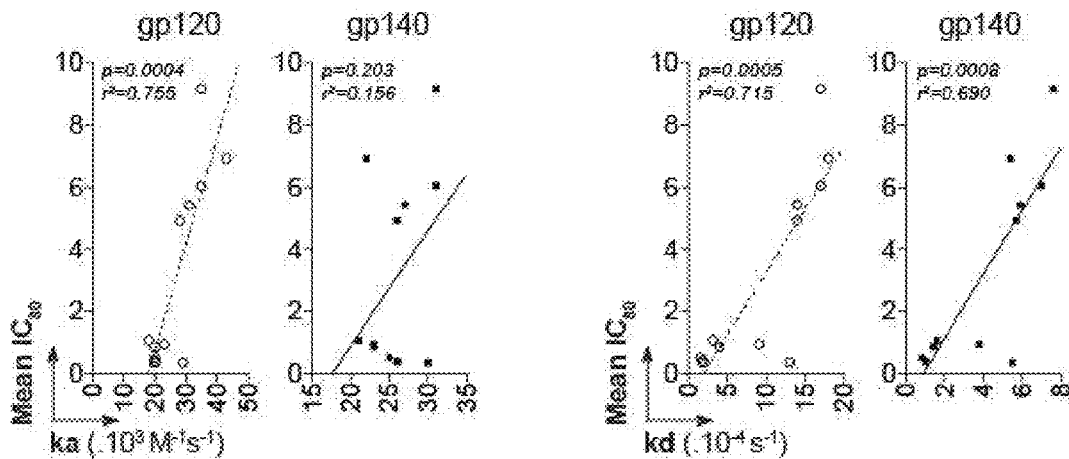 gp120 gp140 gp120 gp140
p=0.0004 p=0.203 p=0.0005 p=0.0008
r²=0.755 r²=0.156 r²=0.715 r²=0.690
10 10 10 10
8 8 8 8
6 6 6 6
4 4 4 4
2 2 2 2
0 0 0 0
Mean IC80 Mean IC80
0 10 20 30 40 50 15 20 25 30 35 0 5 10 15 20 0 2 4 6 8
ka (.10³ M⁻¹s⁻¹) kd (.10⁻⁴ s⁻¹)